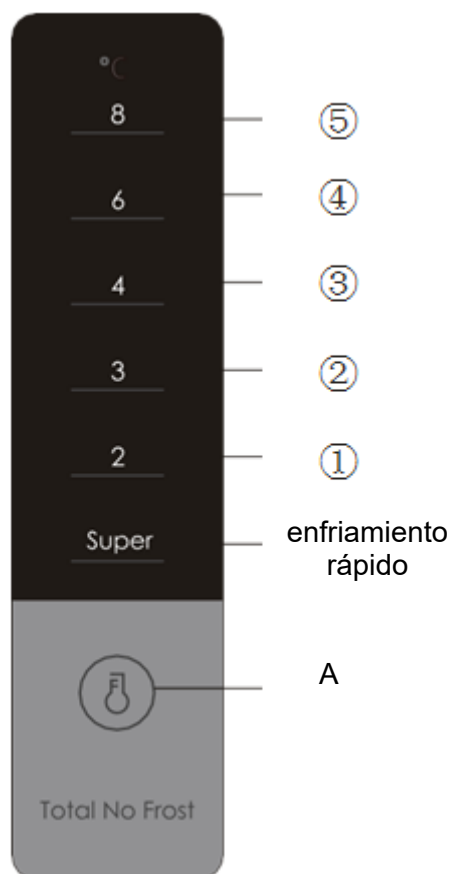 °C
8 ⑤
6 ④
4 ③
3 ②
2 ①
Super enfriamiento
rápido
A
Total No Frost